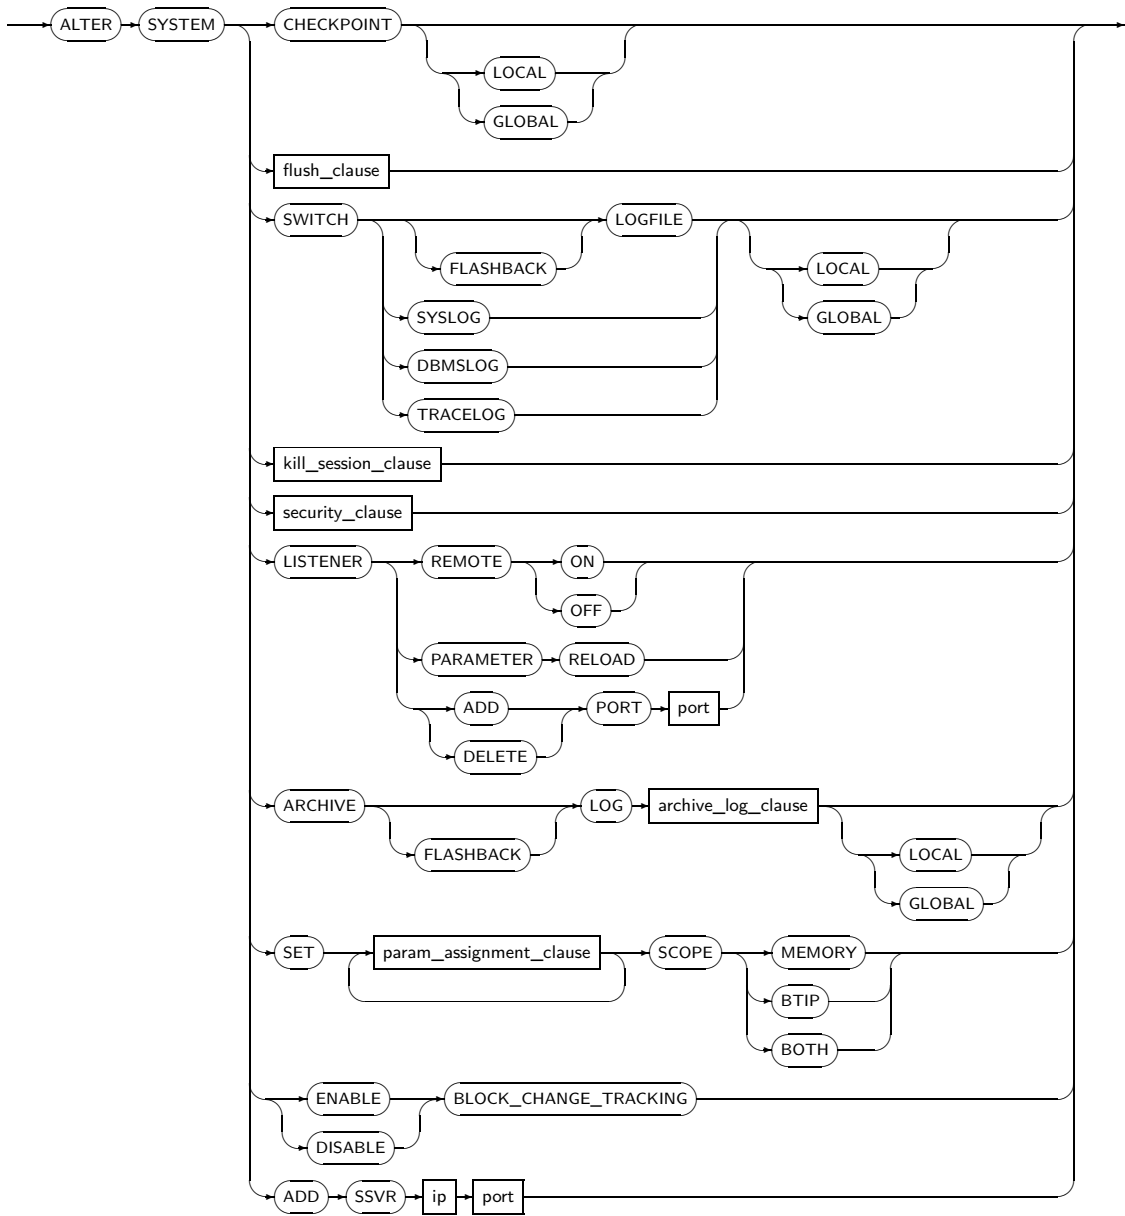 ALTER SYSTEM CHECKPOINT
LOCAL
GLOBAL
flush_clause
SWITCH LOGFILE
FLASHBACK LOCAL
SYSLOG GLOBAL
DBMSLOG
TRACELOG
kill_session_clause
security_clause
LISTENER REMOTE ON
OFF
PARAMETER RELOAD
ADD PORT port
DELETE
ARCHIVE LOG archive_log_clause
FLASHBACK LOCAL
GLOBAL
SET param_assignment_clause SCOPE MEMORY
BTIP
BOTH
ENABLE BLOCK_CHANGE_TRACKING
DISABLE
ADD SSVR ip port